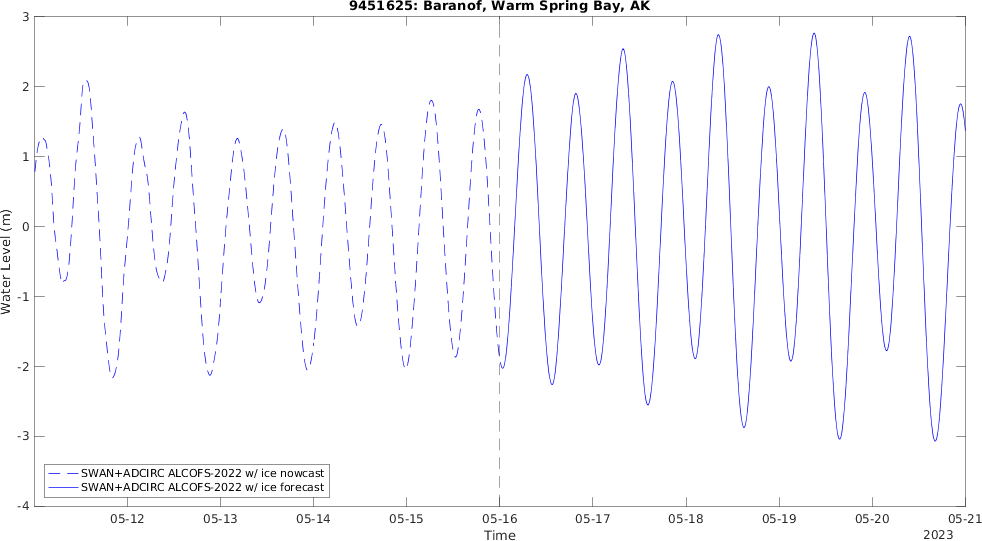 9451625: Baranof, Warm Spring Bay, AK
3
2
1
0
-1
-2
-3
-4
Water Level (m)
SWAN+ADCIRC ALCOFS-2022 w/ ice nowcast
SWAN+ADCIRC ALCOFS-2022 w/ ice forecast
05-12 05-13 05-14 05-15 05-16 05-17 05-18 05-19 05-20 05-21
Time
2023